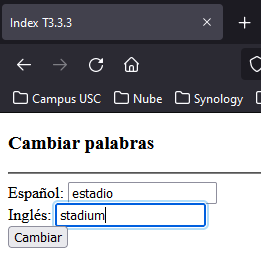 Index T3.3.3
Campus USC Nube Synology
Cambiar palabras
Español: estadio
Inglés: stadium
Cambiar